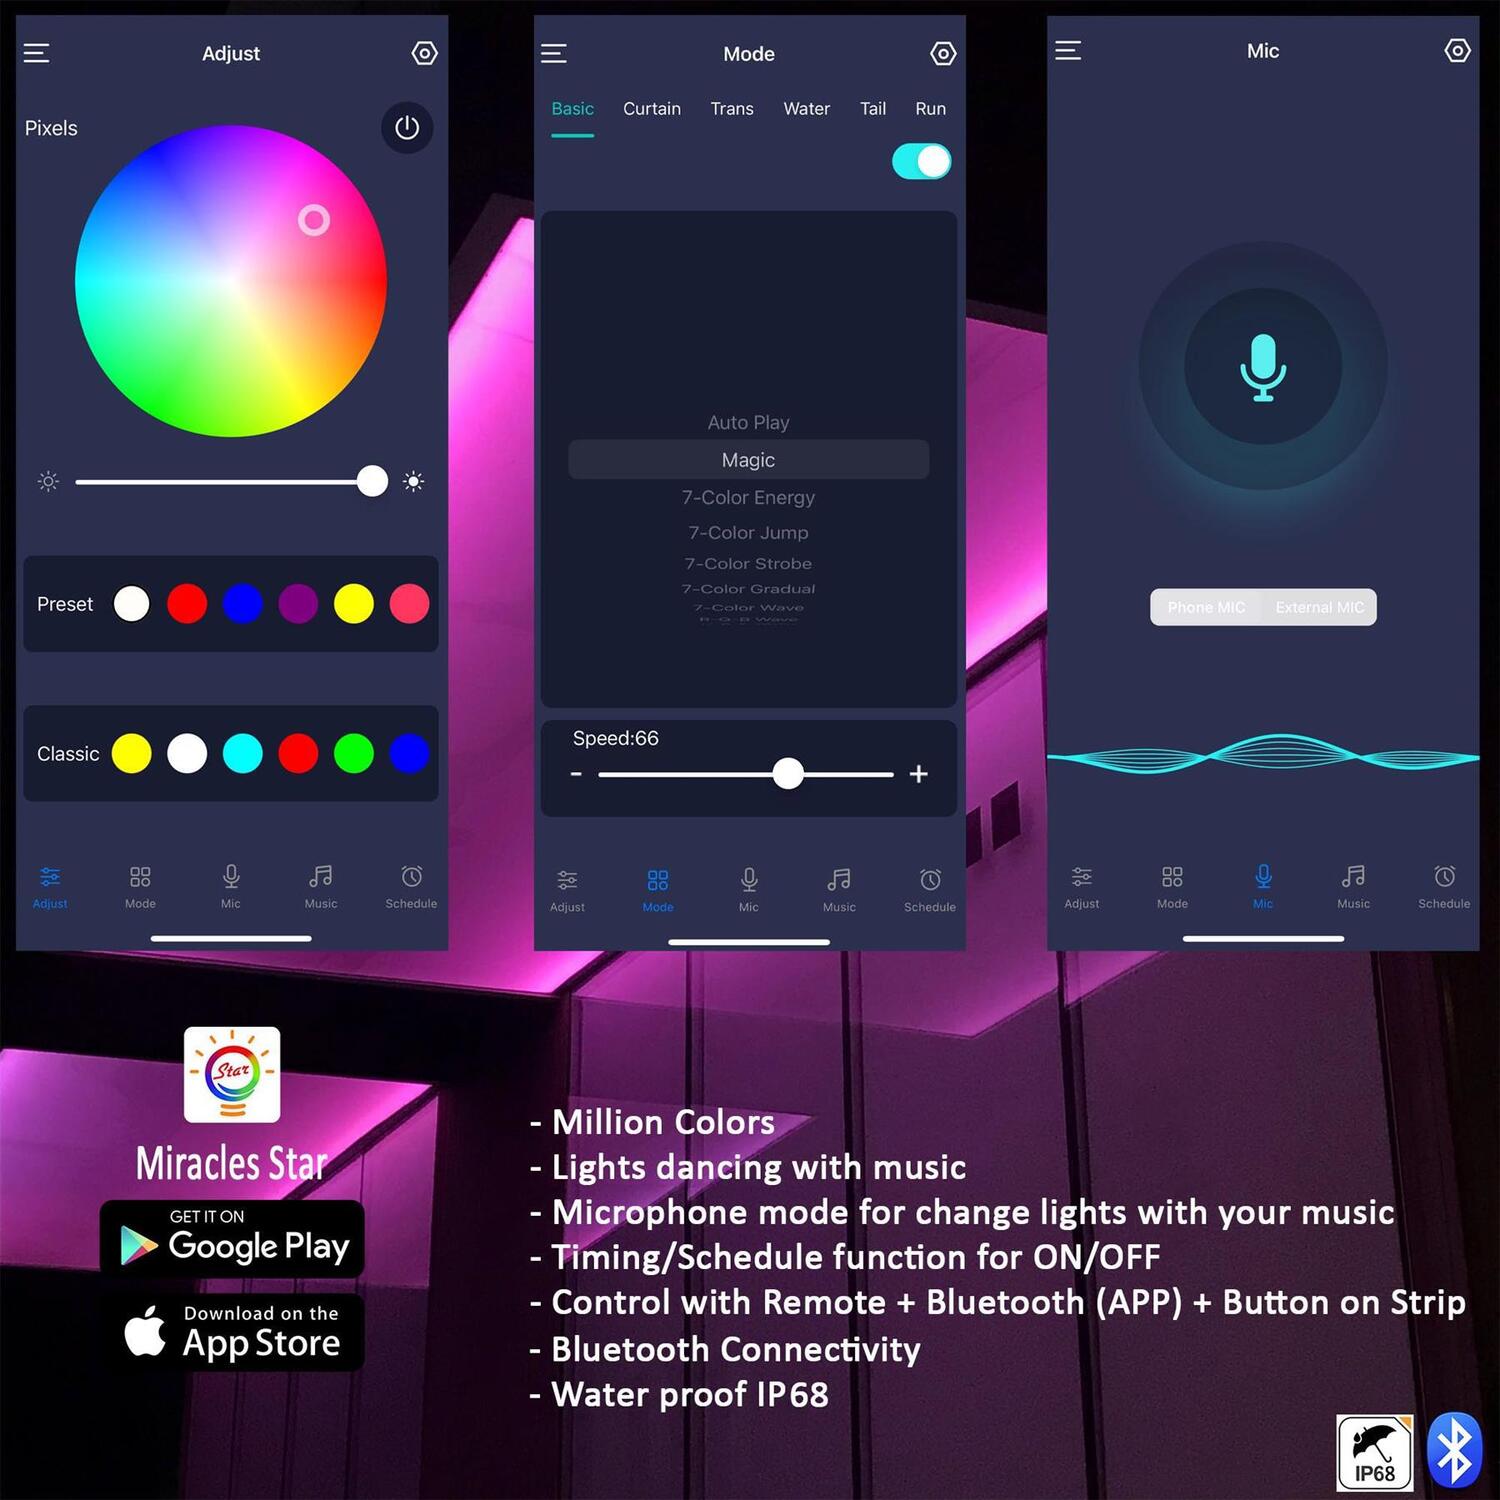 Adjust
Pixels
Preset
Classic
Adjust
Mode
Mic
Music
Schedule
Mode
Basic
Curtain
Trans
Water
Tail
Run
Auto Play
Magic
7-Color Energy
7-Color Jump
7-Color Strobe
7-Color Gradual
7-Color Wave
R-G-B Wave
Speed:66
- +
Adjust
Mode
Mic
Music
Schedule
Mic
Phone MIC
External MIC
Adjust
Mode
Mic
Music
Schedule
Star
Miracles Star
GET IT ON
Google Play
Download on the
App Store
- Million Colors
- Lights dancing with music
- Microphone mode for change lights with your music
- Timing/Schedule function for ON/OFF
- Control with Remote + Bluetooth (APP) + Button on Strip
- Bluetooth Connectivity
- Water proof IP68
IP68